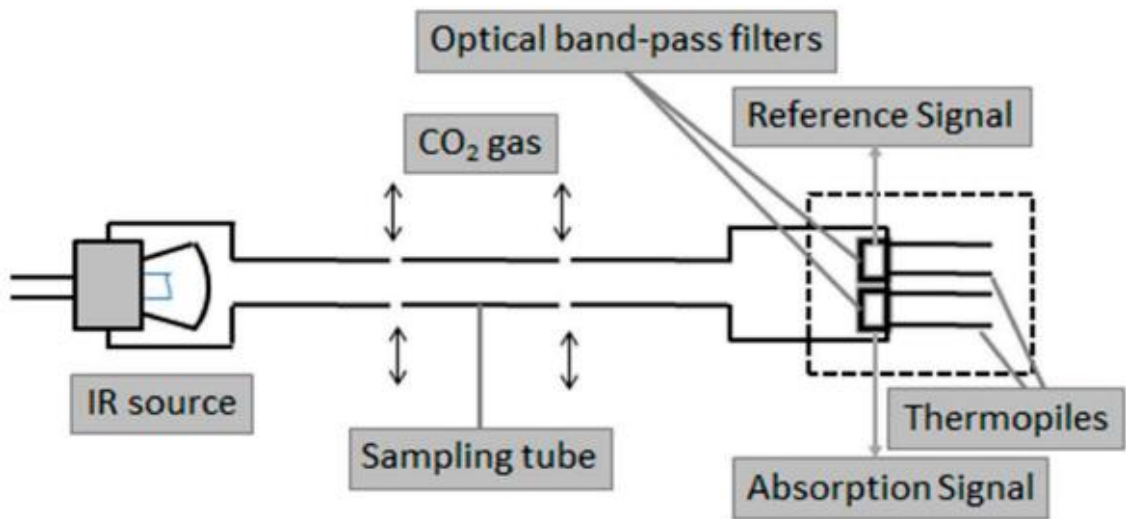 Optical band-pass filters
Reference Signal
CO₂ gas
IR source
Sampling tube
Thermopiles
Absorption Signal